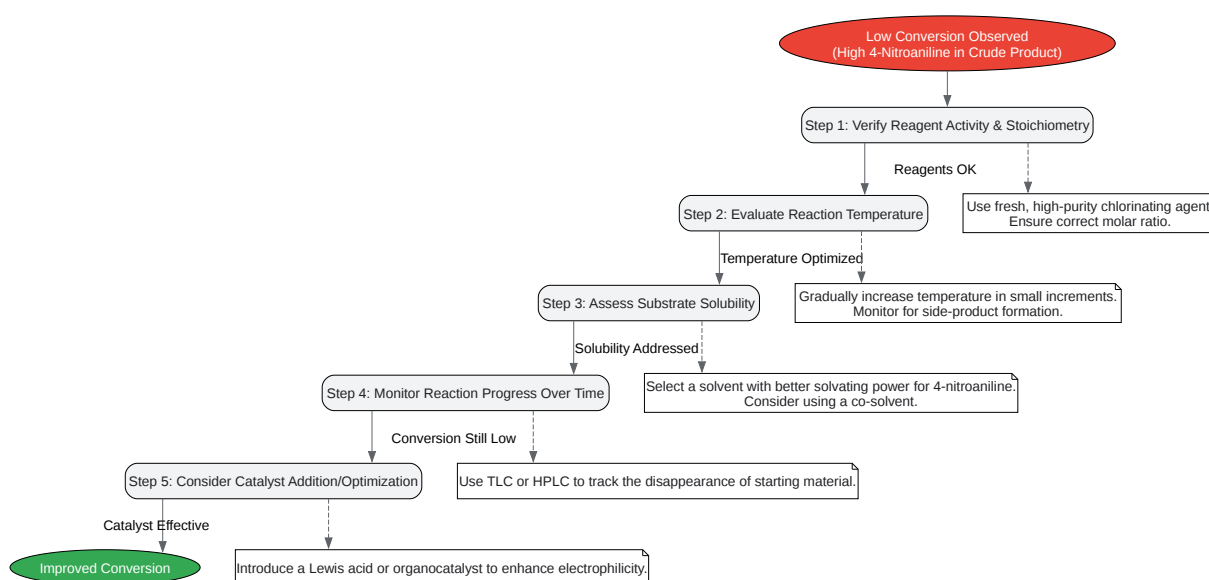 Low Conversion Observed
(High 4-Nitroaniline in Crude Product)
Step 1: Verify Reagent Activity & Stoichiometry
Reagents OK
Use fresh, high-purity chlorinating agent
Ensure correct molar ratio.
Step 2: Evaluate Reaction Temperature
Temperature Optimized
Gradually increase temperature in small increments.
Monitor for side-product formation.
Step 3: Assess Substrate Solubility
Solubility Addressed
Select a solvent with better solvating power for 4-nitroaniline.
Consider using a co-solvent.
Step 4: Monitor Reaction Progress Over Time
Conversion Still Low
Use TLC or HPLC to track the disappearance of starting material.
Step 5: Consider Catalyst Addition/Optimization
Catalyst Effective
Introduce a Lewis acid or organocatalyst to enhance electrophilicity.
Improved Conversion